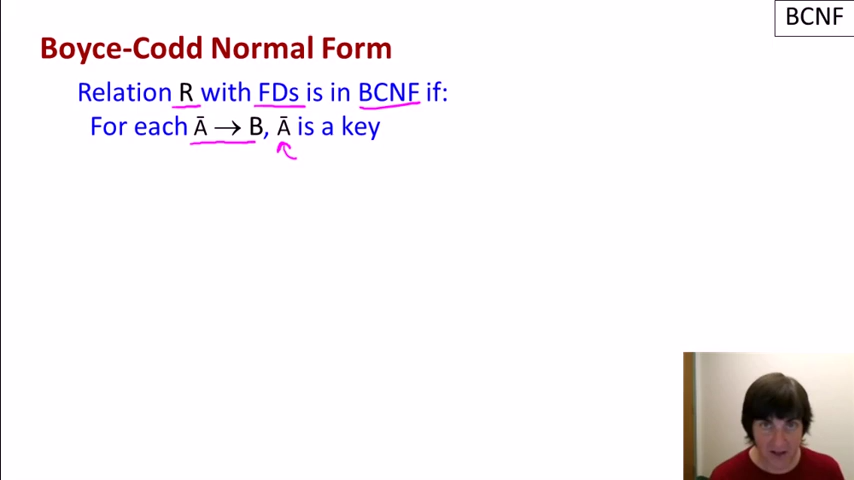 BCNF
Boyce-Codd Normal Form
Relation R with FDs is in BCNF if:
For each Ā → B, Ā is a key